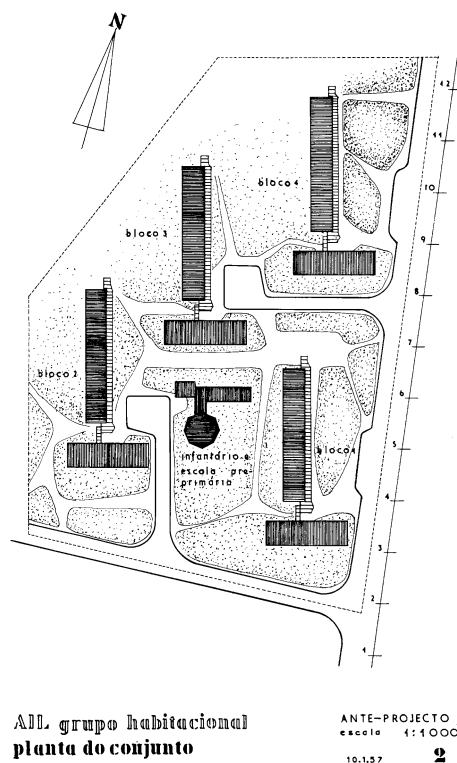 N
12
11
bloco 4
10
bloco 3
9
8
7
bloco 2
6
5
bloco 1
infantário e
escola pré-
primária
4
3
2
1
AIL grupo habitacional
planta do conjunto
ANTE-PROJECTO
escala 1:1000
10.1.57 2